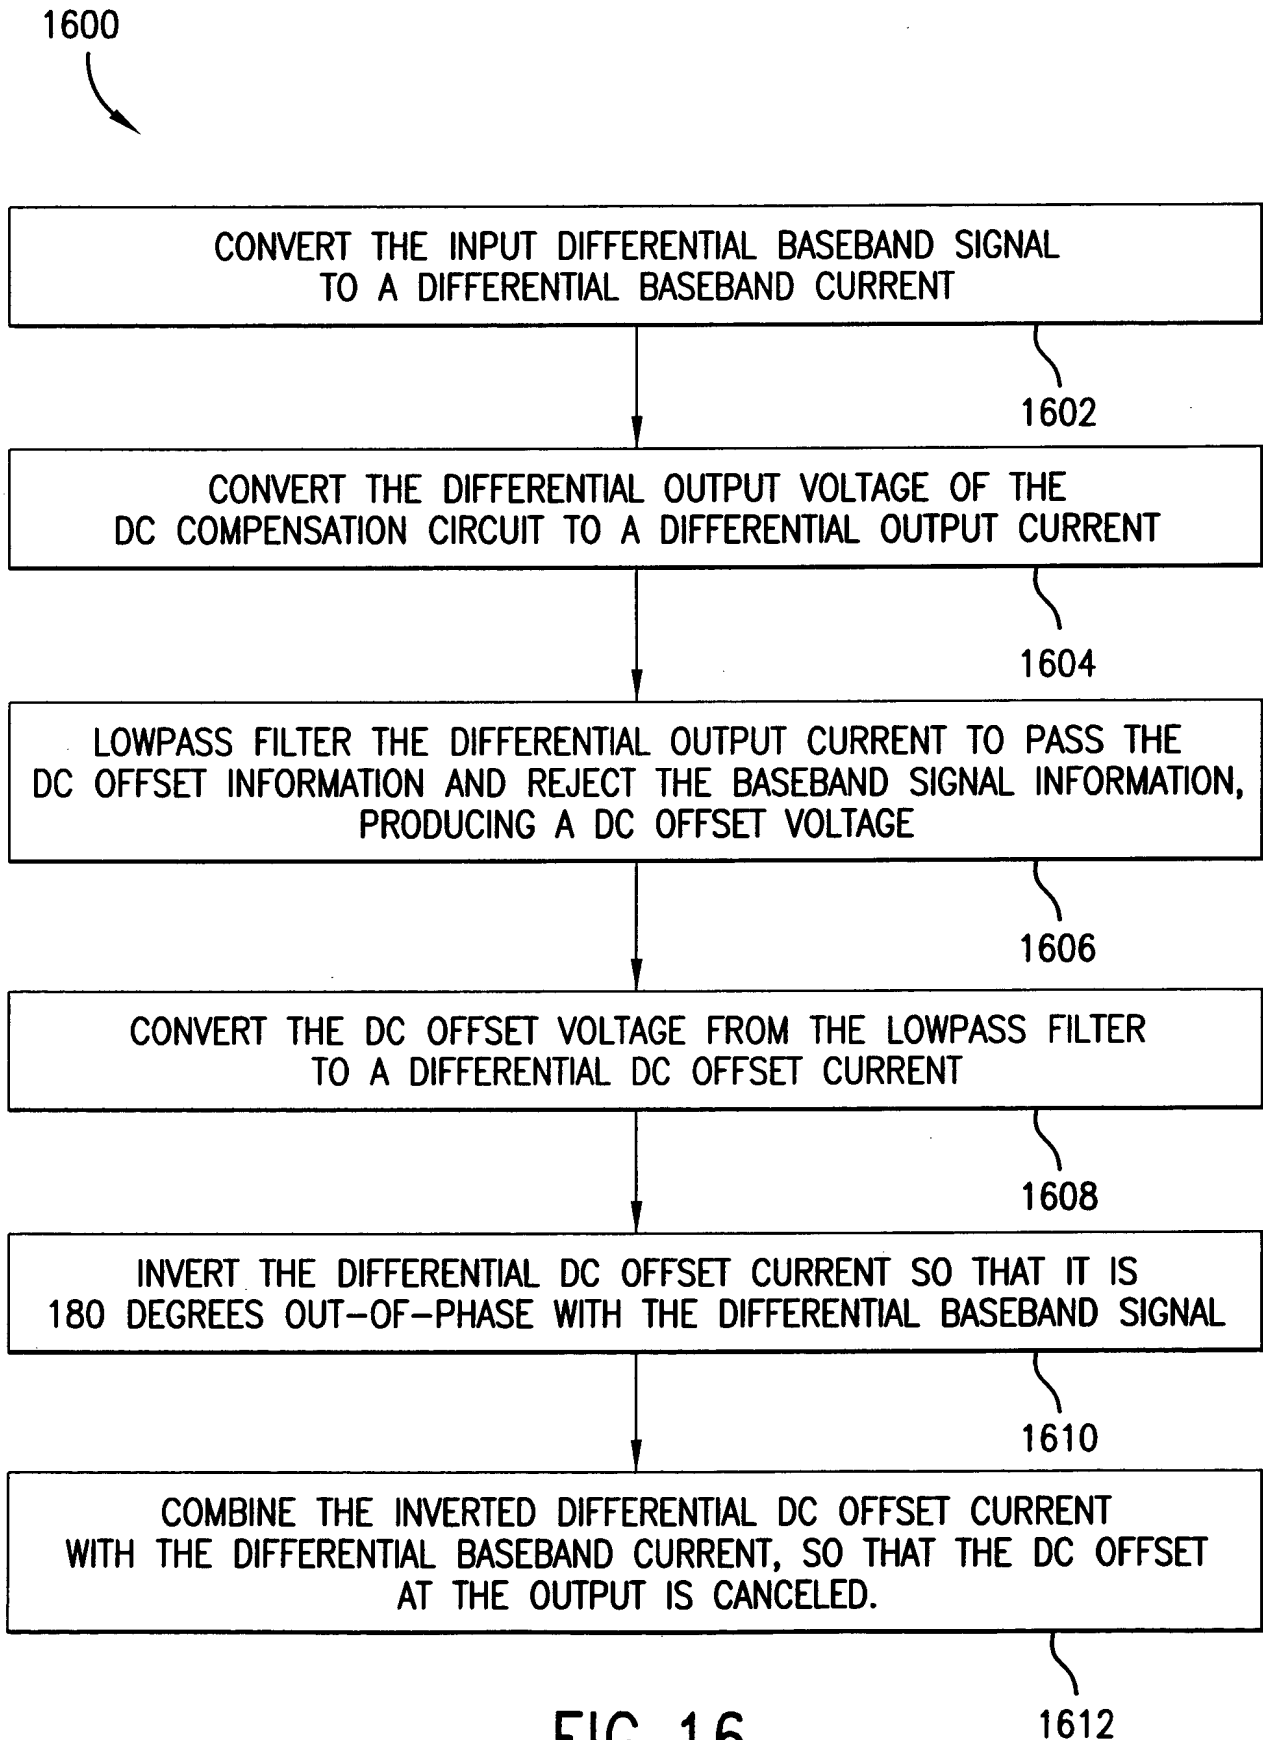 1600
CONVERT THE INPUT DIFFERENTIAL BASEBAND SIGNAL
TO A DIFFERENTIAL BASEBAND CURRENT
1602
CONVERT THE DIFFERENTIAL OUTPUT VOLTAGE OF THE
DC COMPENSATION CIRCUIT TO A DIFFERENTIAL OUTPUT CURRENT
1604
LOWPASS FILTER THE DIFFERENTIAL OUTPUT CURRENT TO PASS THE
DC OFFSET INFORMATION AND REJECT THE BASEBAND SIGNAL INFORMATION,
PRODUCING A DC OFFSET VOLTAGE
1606
CONVERT THE DC OFFSET VOLTAGE FROM THE LOWPASS FILTER
TO A DIFFERENTIAL DC OFFSET CURRENT
1608
INVERT THE DIFFERENTIAL DC OFFSET CURRENT SO THAT IT IS
180 DEGREES OUT-OF-PHASE WITH THE DIFFERENTIAL BASEBAND SIGNAL
1610
COMBINE THE INVERTED DIFFERENTIAL DC OFFSET CURRENT
WITH THE DIFFERENTIAL BASEBAND CURRENT, SO THAT THE DC OFFSET
AT THE OUTPUT IS CANCELED.
1612
FIG. 16